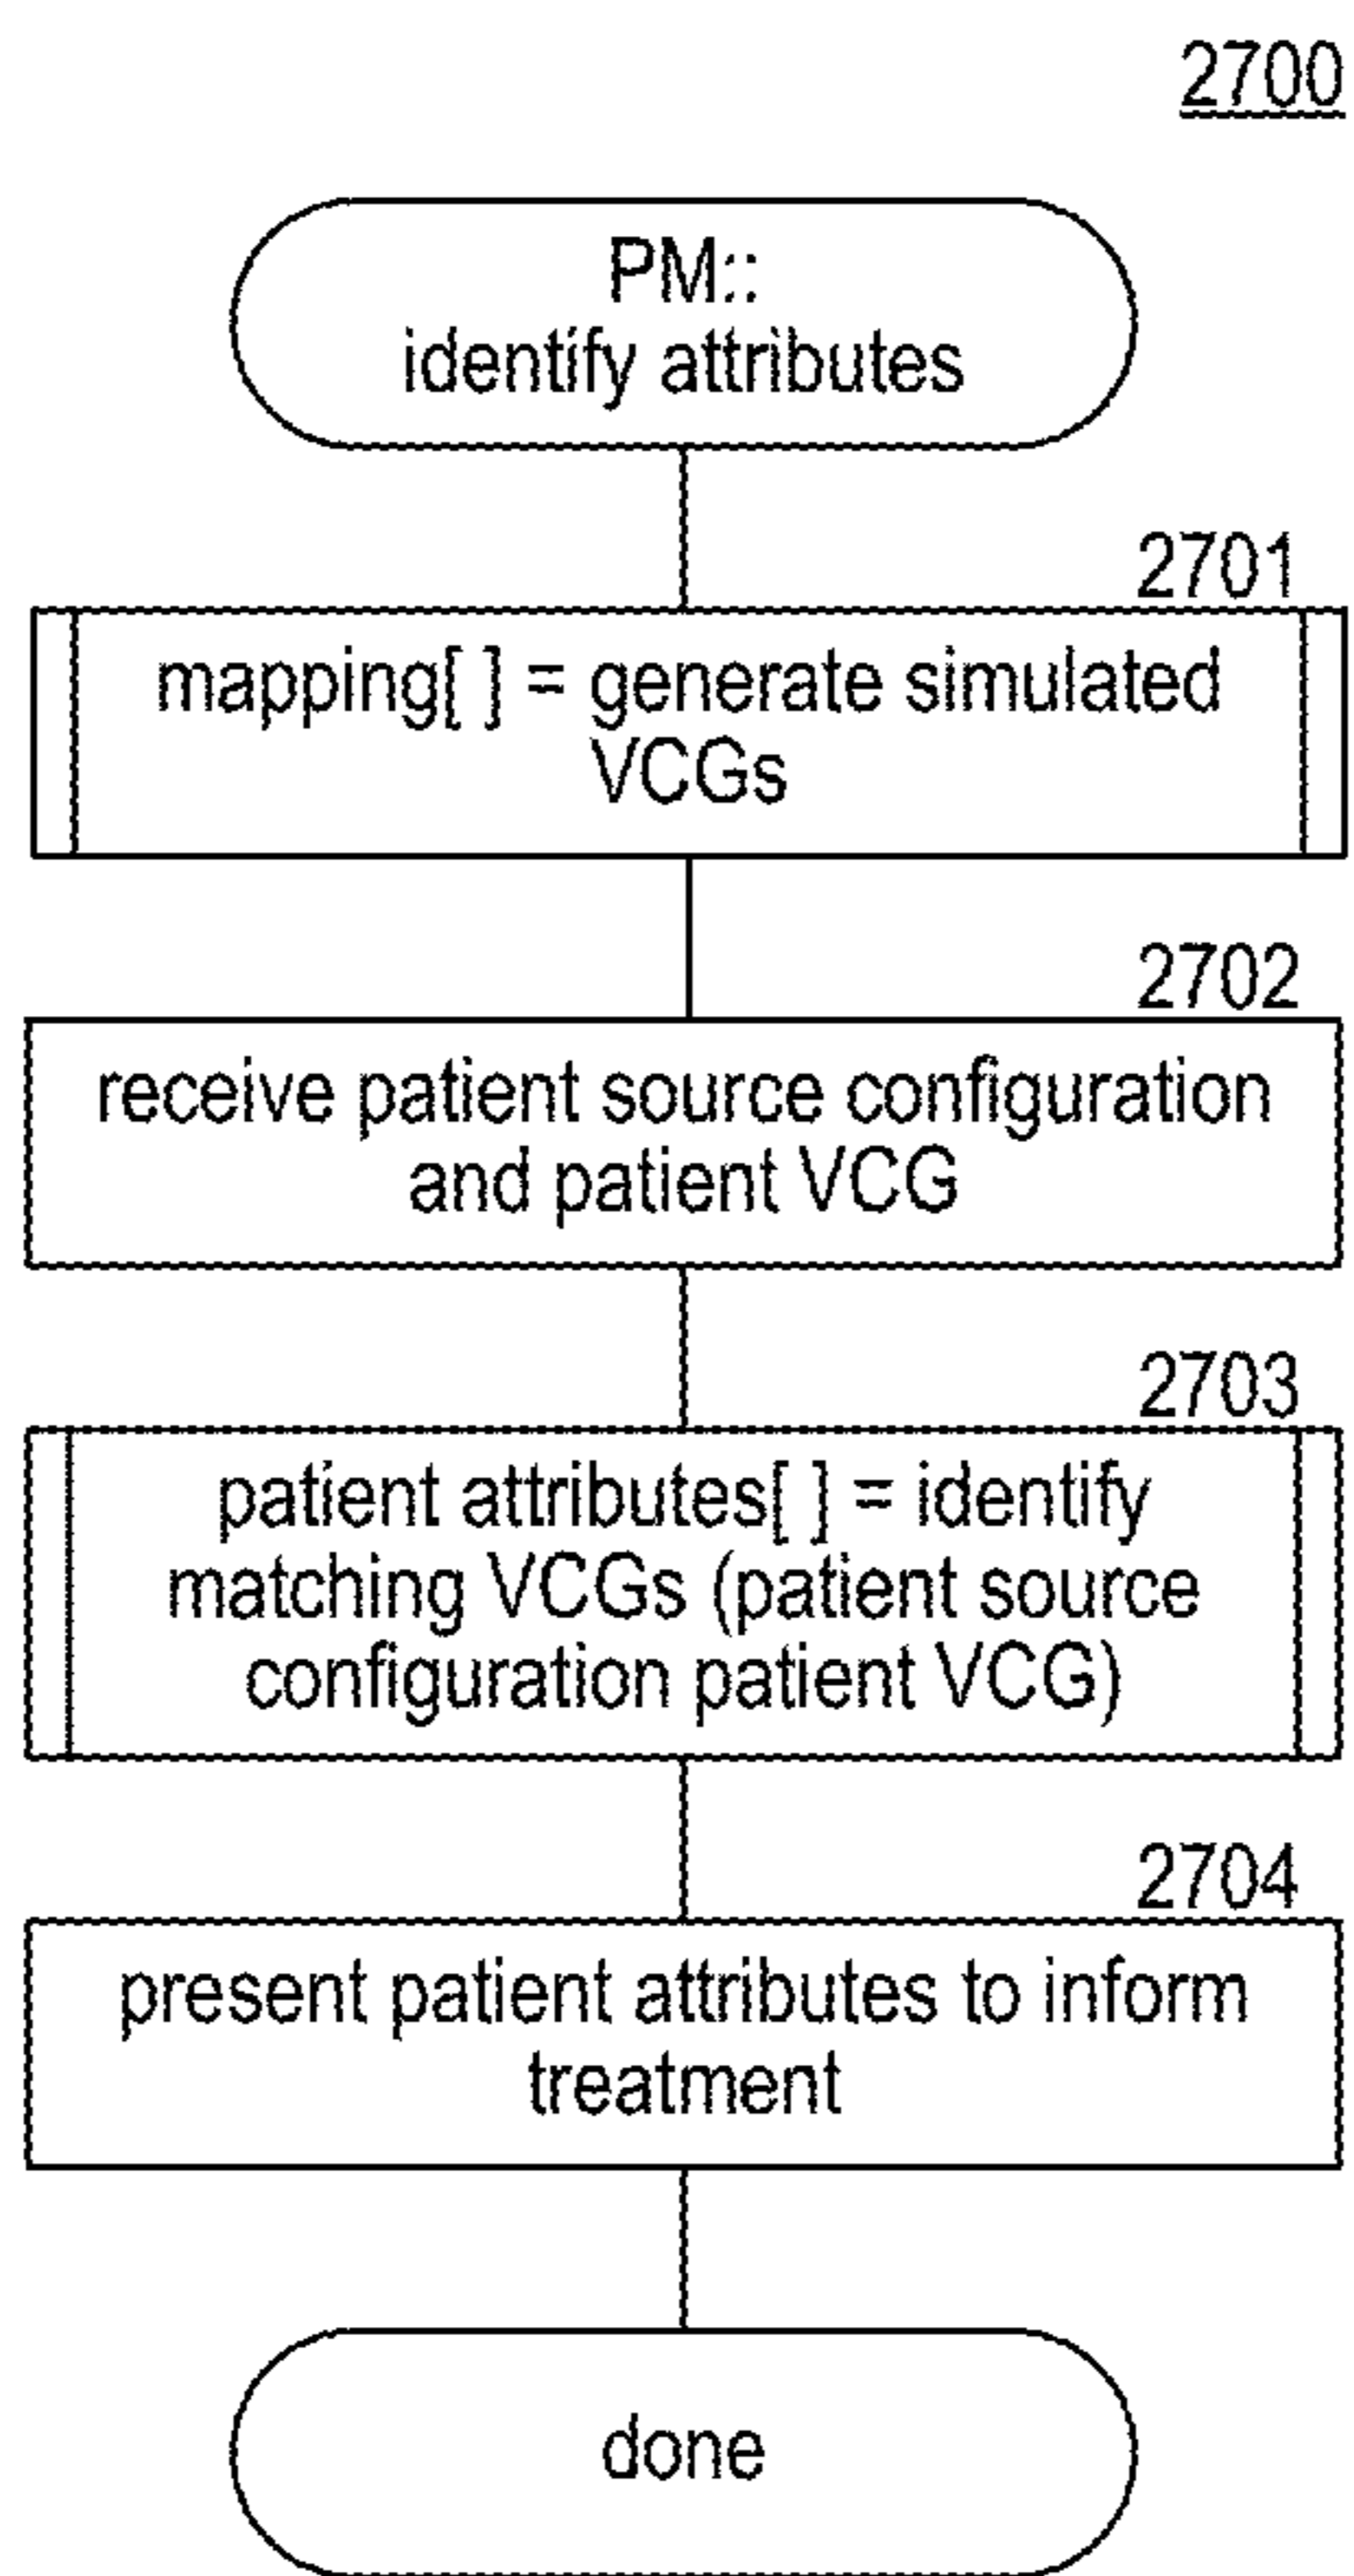 2700
PM::
identify attributes
2701
mapping[ ] = generate simulated
VCGs
2702
receive patient source configuration
and patient VCG
2703
patient attributes[ ] = identify
matching VCGs (patient source
configuration patient VCG)
2704
present patient attributes to inform
treatment
done